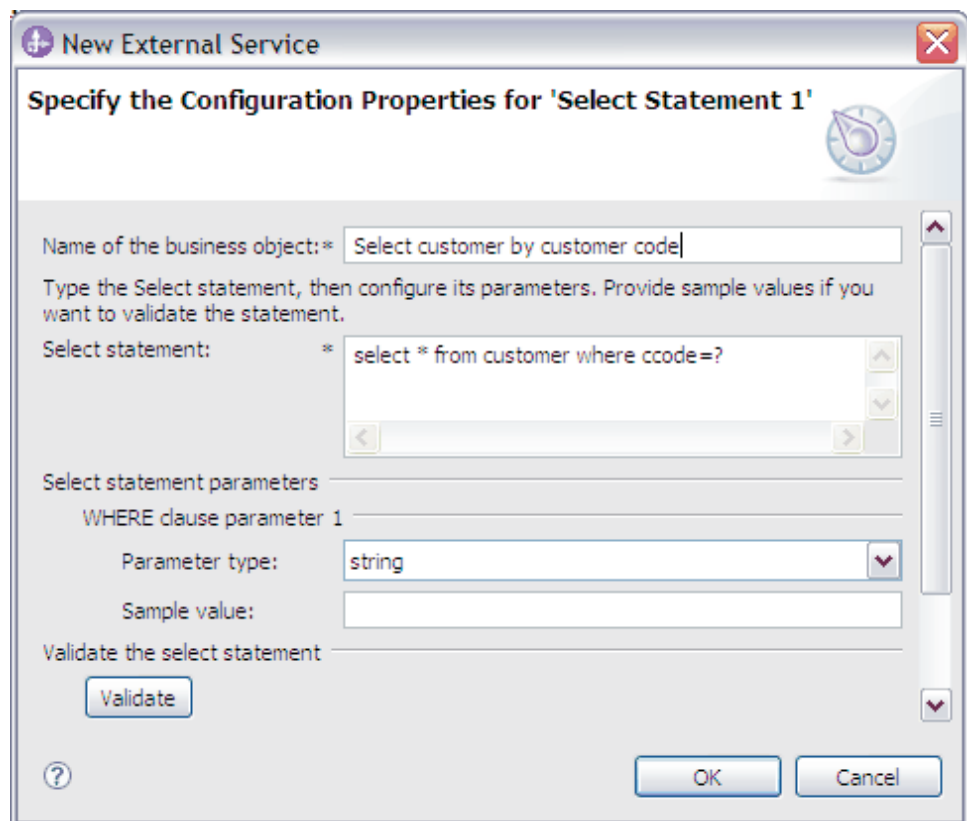 New External Service
Specify the Configuration Properties for 'Select Statement 1'
Name of the business object:* Select customer by customer code
Type the Select statement, then configure its parameters. Provide sample values if you
want to validate the statement.
Select statement: * select * from customer where ccode=?
Select statement parameters
WHERE clause parameter 1
Parameter type: string
Sample value:
Validate the select statement
Validate
? OK Cancel